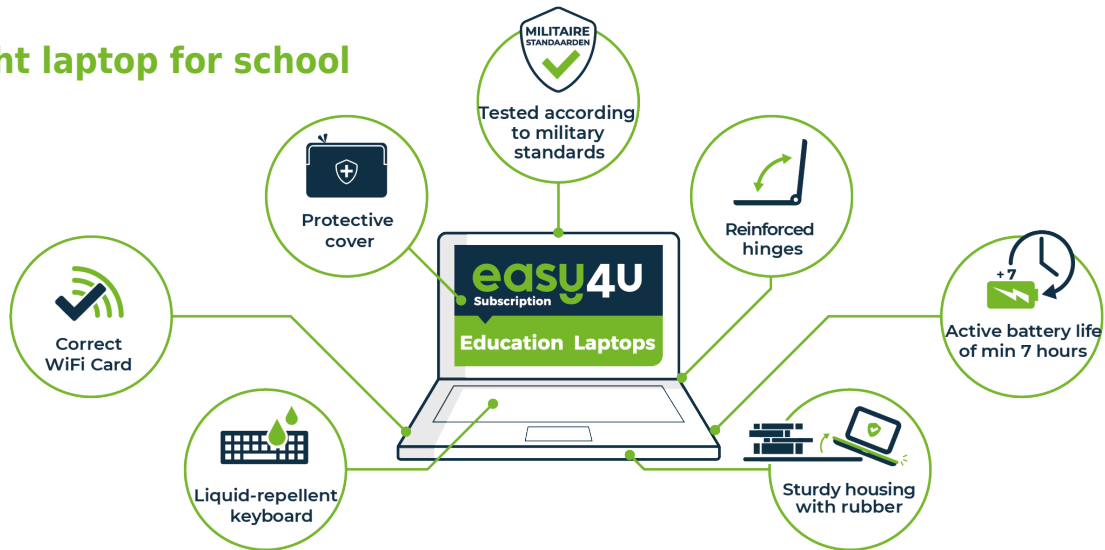 laptop for school
MILITAIRE
STANDAARDEN
Tested according
to military
standards
Protective
cover
Reinforced
hinges
easy4U
Subscription
Education Laptops
+7
Active battery life
of min 7 hours
Correct
WiFi Card
Liquid-repellent
keyboard
Sturdy housing
with rubber